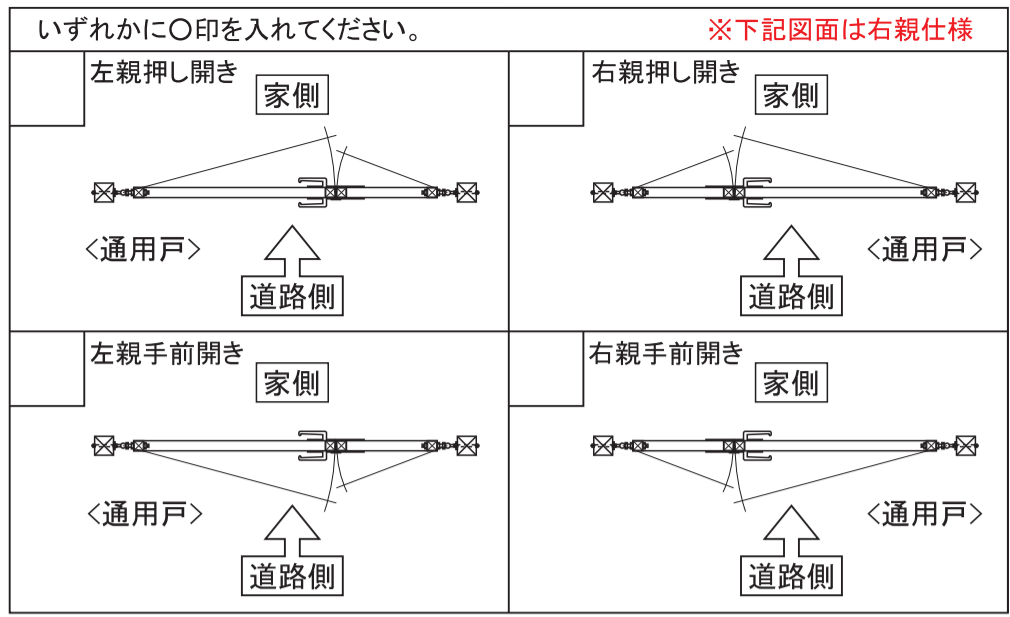 いずれかに〇印を入れてください。 ※下記図面は右親仕様
左親押し開き
家側
<通用戸>
道路側
右親押し開き
家側
<通用戸>
道路側
左親手前開き
家側
<通用戸>
道路側
右親手前開き
家側
<通用戸>
道路側